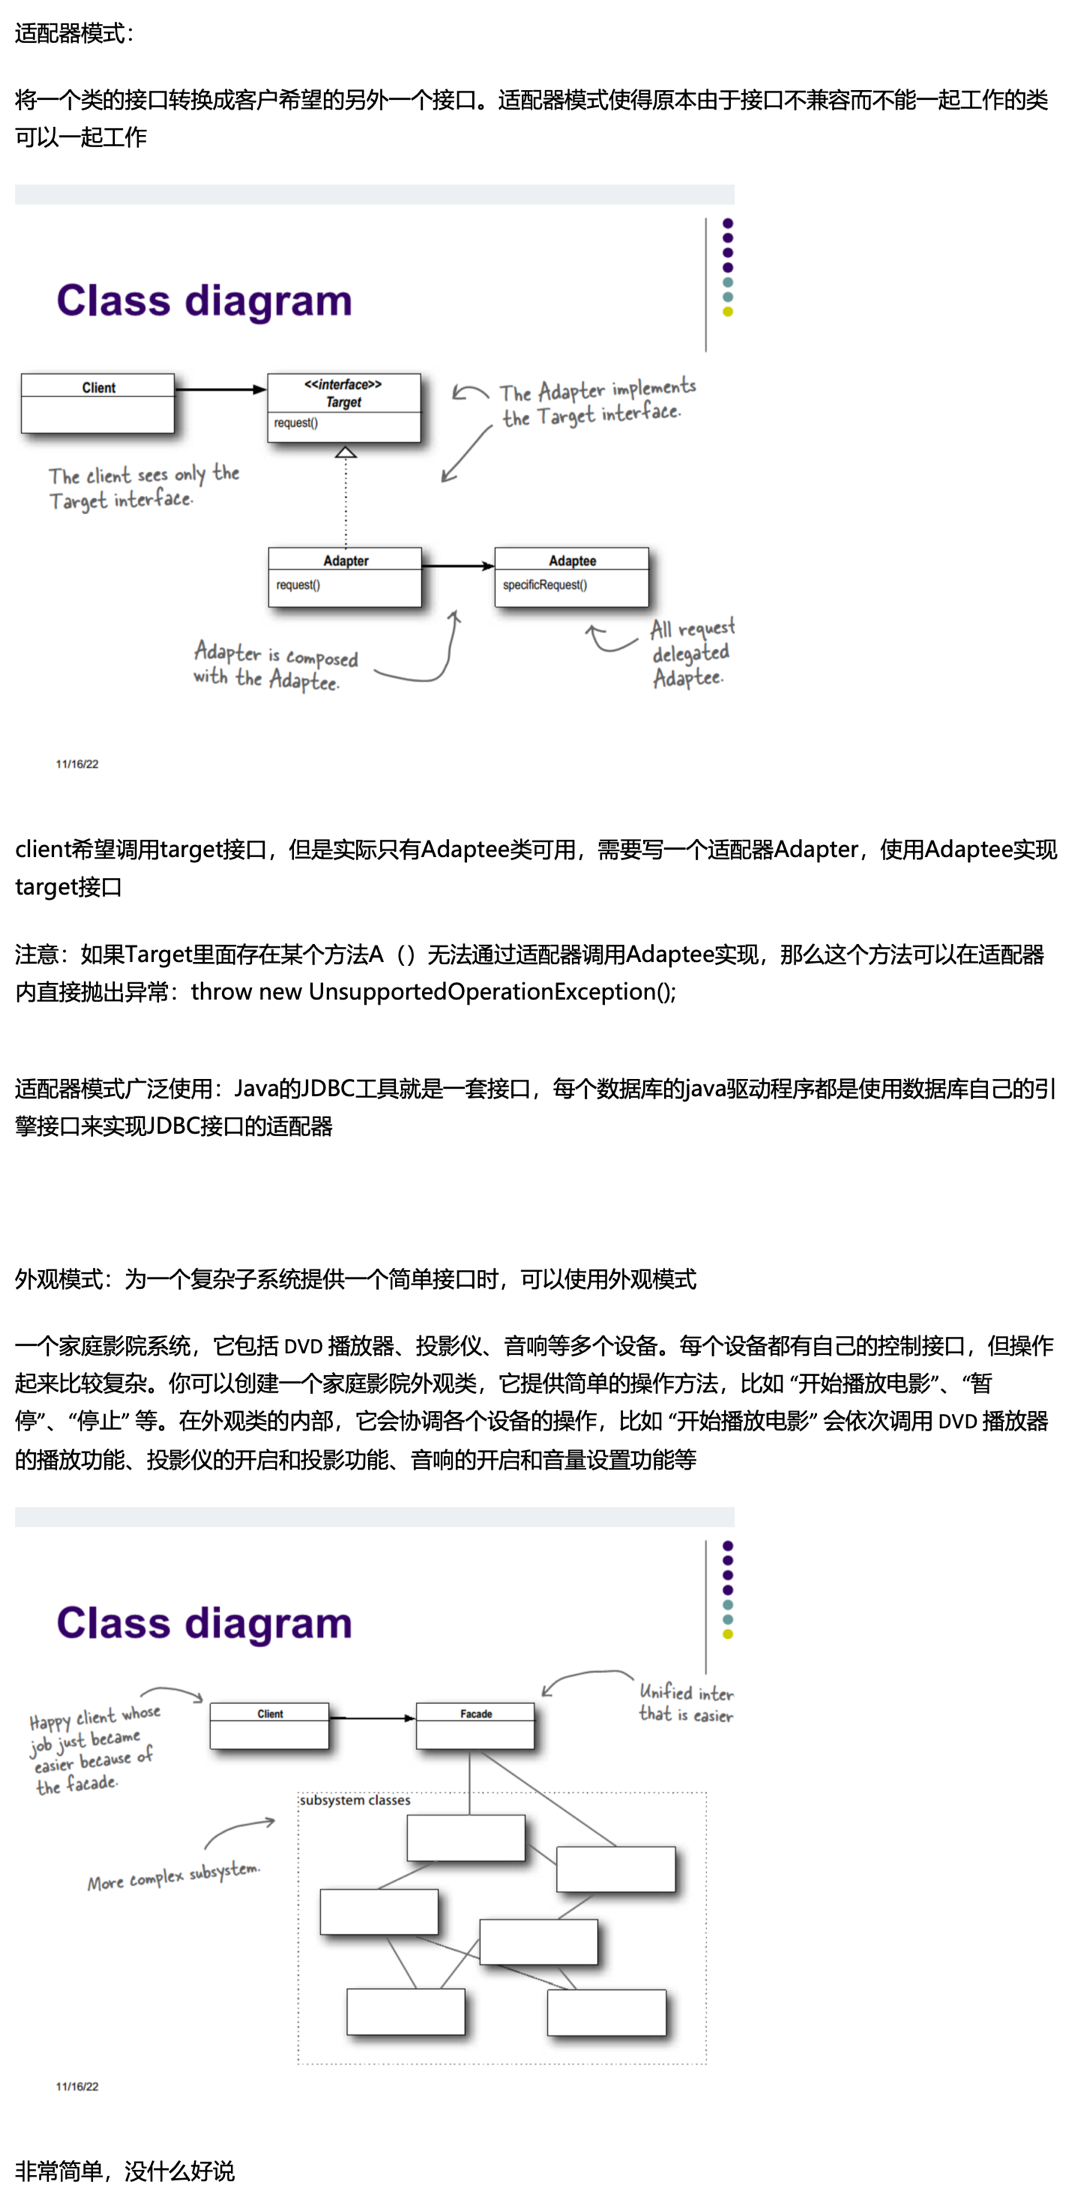 适配器模式：
将一个类的接口转换成客户希望的另外一个接口。适配器模式使得原本由于接口不兼容而不能一起工作的类
可以一起工作
Class diagram
Client
<<interface>>
Target
request()
The Adapter implements
the Target interface.
The client sees only the
Target interface.
Adapter
request()
Adaptee
specificRequest()
Adapter is composed
with the Adaptee.
All request
delegated
Adaptee.
11/16/22
client希望调用target接口，但是实际只有Adaptee类可用，需要写一个适配器Adapter，使用Adaptee实现
target接口
注意：如果Target里面存在某个方法A（）无法通过适配器调用Adaptee实现，那么这个方法可以在适配器
内直接抛出异常：throw new UnsupportedOperationException();
适配器模式广泛使用：Java的JDBC工具就是一套接口，每个数据库的java驱动程序都是使用数据库自己的引
擎接口来实现JDBC接口的适配器
外观模式：为一个复杂子系统提供一个简单接口时，可以使用外观模式
一个家庭影院系统，它包括 DVD 播放器、投影仪、音响等多个设备。每个设备都有自己的控制接口，但操作
起来比较复杂。你可以创建一个家庭影院外观类，它提供简单的操作方法，比如 “开始播放电影”、“暂
停”、“停止” 等。在外观类的内部，它会协调各个设备的操作，比如 “开始播放电影” 会依次调用 DVD 播放器
的播放功能、投影仪的开启和投影功能、音响的开启和音量设置功能等
Class diagram
Happy client whose
job just became
easier because of
the facade.
Client
Facade
Unified inter
that is easier
subsystem classes
More complex subsystem.
11/16/22
非常简单，没什么好说